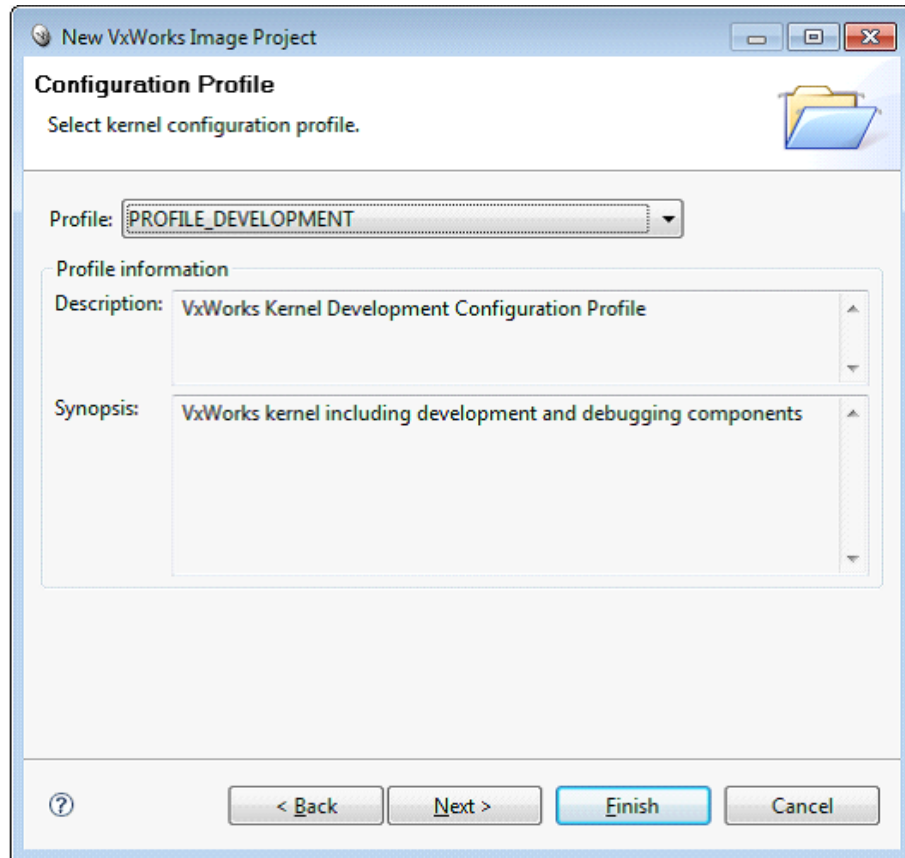 New VxWorks Image Project
Configuration Profile
Select kernel configuration profile.
Profile: PROFILE_DEVELOPMENT
Profile information
Description: VxWorks Kernel Development Configuration Profile
Synopsis: VxWorks kernel including development and debugging components
? < Back Next > Finish Cancel